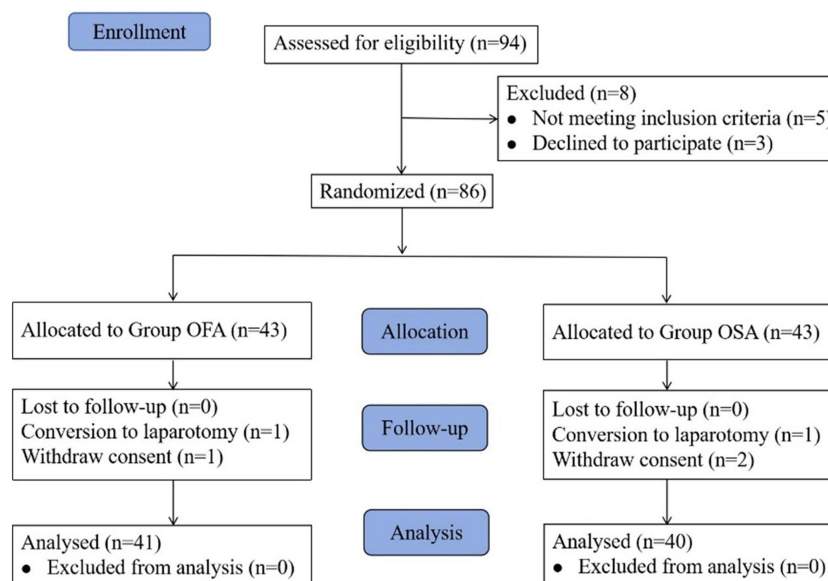 Enrollment
Assessed for eligibility (n=94)
Excluded (n=8)
● Not meeting inclusion criteria (n=5)
● Declined to participate (n=3)
Randomized (n=86)
Allocated to Group OFA (n=43)
Allocation
Allocated to Group OSA (n=43)
Lost to follow-up (n=0)
Conversion to laparotomy (n=1)
Withdraw consent (n=1)
Follow-up
Lost to follow-up (n=0)
Conversion to laparotomy (n=1)
Withdraw consent (n=2)
Analysed (n=41)
● Excluded from analysis (n=0)
Analysis
Analysed (n=40)
● Excluded from analysis (n=0)